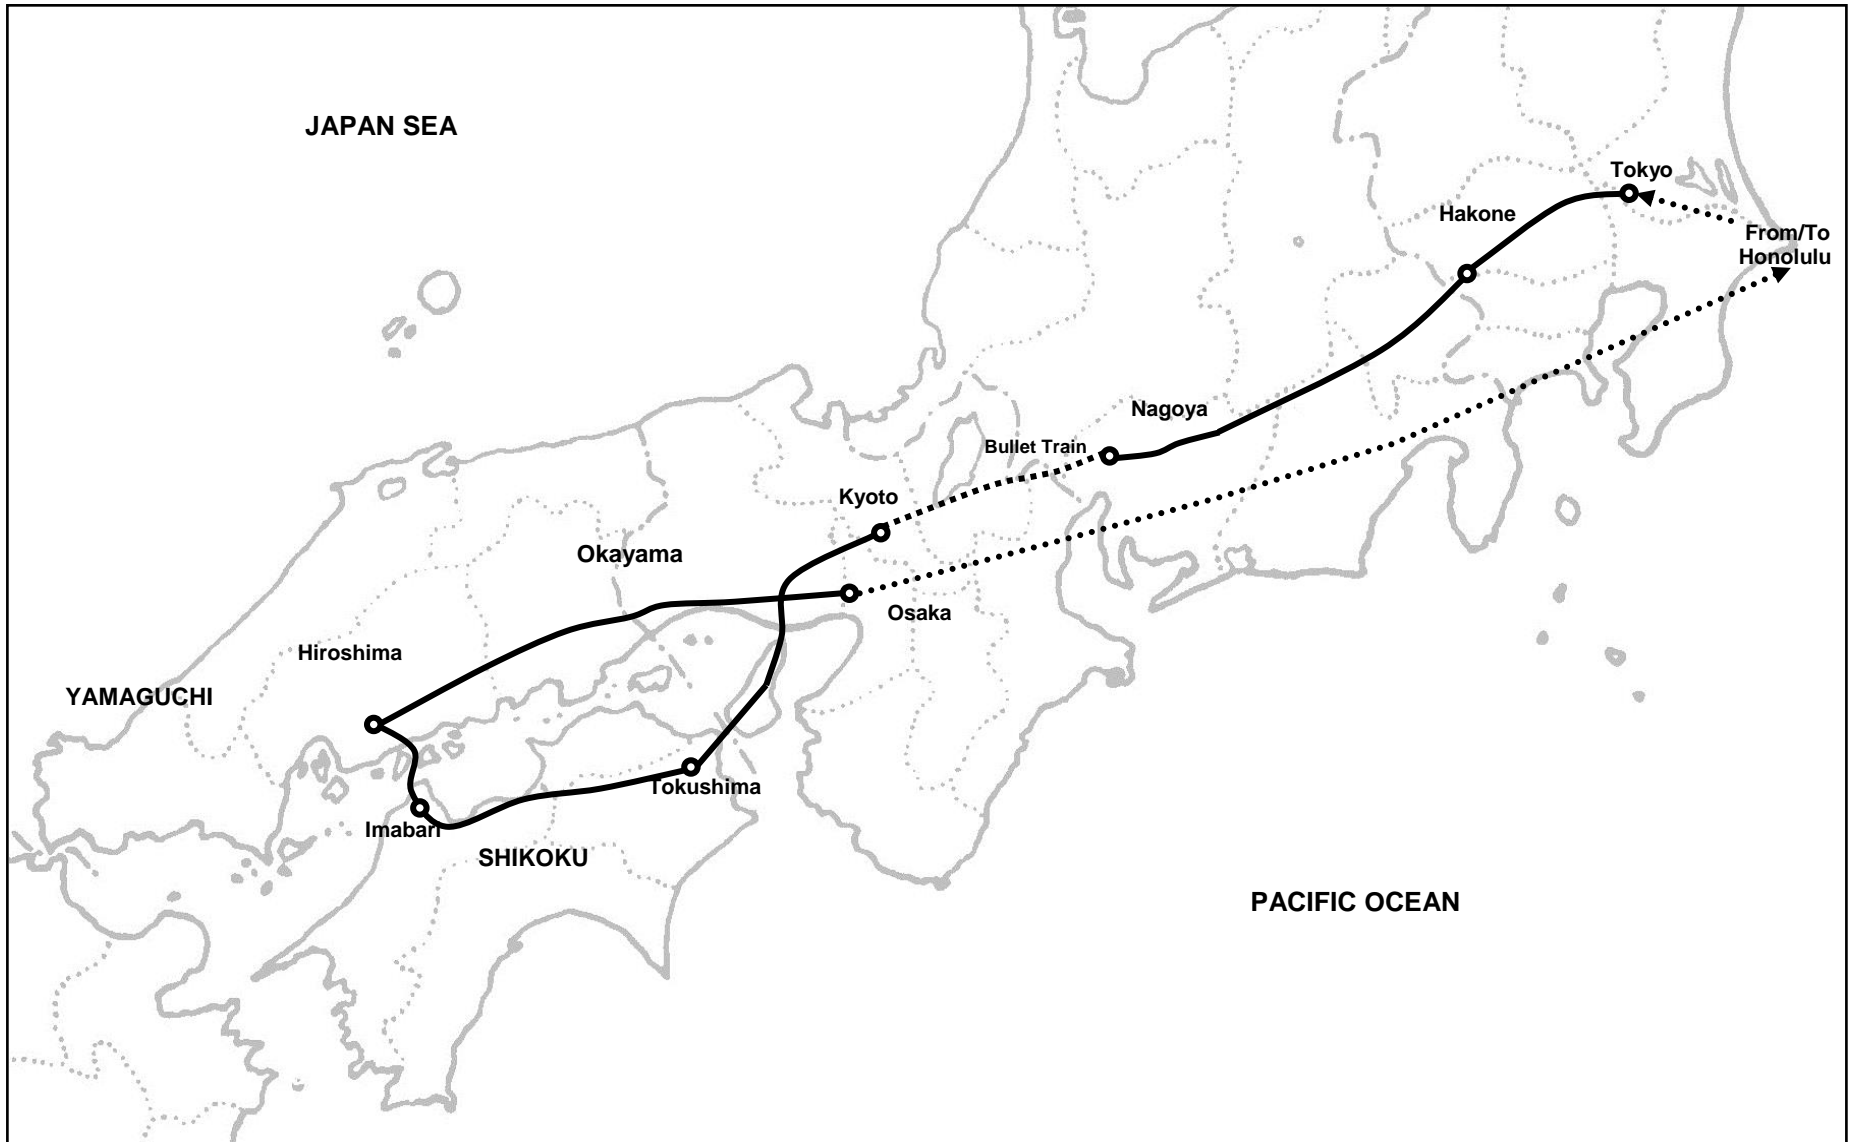 JAPAN SEA
Tokyo
Hakone
From/To
Honolulu
Nagoya
Bullet Train
Kyoto
Okayama
Osaka
Hiroshima
YAMAGUCHI
Tokushima
Imabari
SHIKOKU
PACIFIC OCEAN